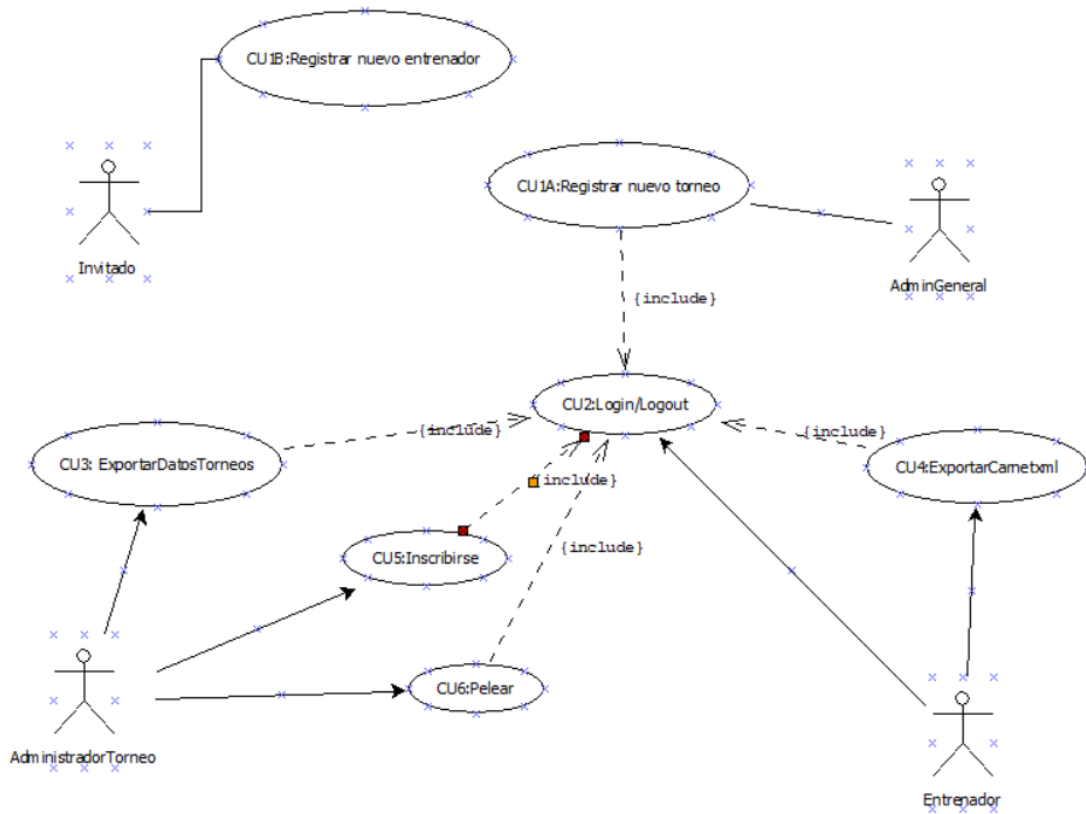 CU1B:Registrar nuevo entrenador
CU1A:Registrar nuevo torneo
Invitado
AdminGeneral
{include}
CU2:Login/Logout
{include}
{include}
CU3: ExportarDatosTorneos
CU4:ExportarCarnetxml
{include}
{include}
CU5:Inscribirse
CU6:Pelear
AdministradorTorneo
Entrenador